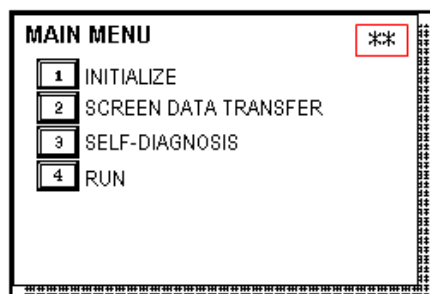 MAIN MENU **
1 INITIALIZE
2 SCREEN DATA TRANSFER
3 SELF-DIAGNOSIS
4 RUN